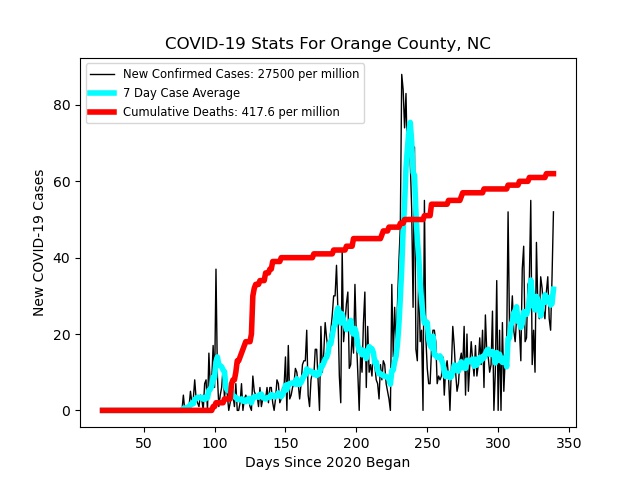 COVID-19 Stats For Orange County, NC
New Confirmed Cases: 27500 per million
7 Day Case Average
Cumulative Deaths: 417.6 per million
New COVID-19 Cases
80
60
40
20
0
50 100 150 200 250 300 350
Days Since 2020 Began